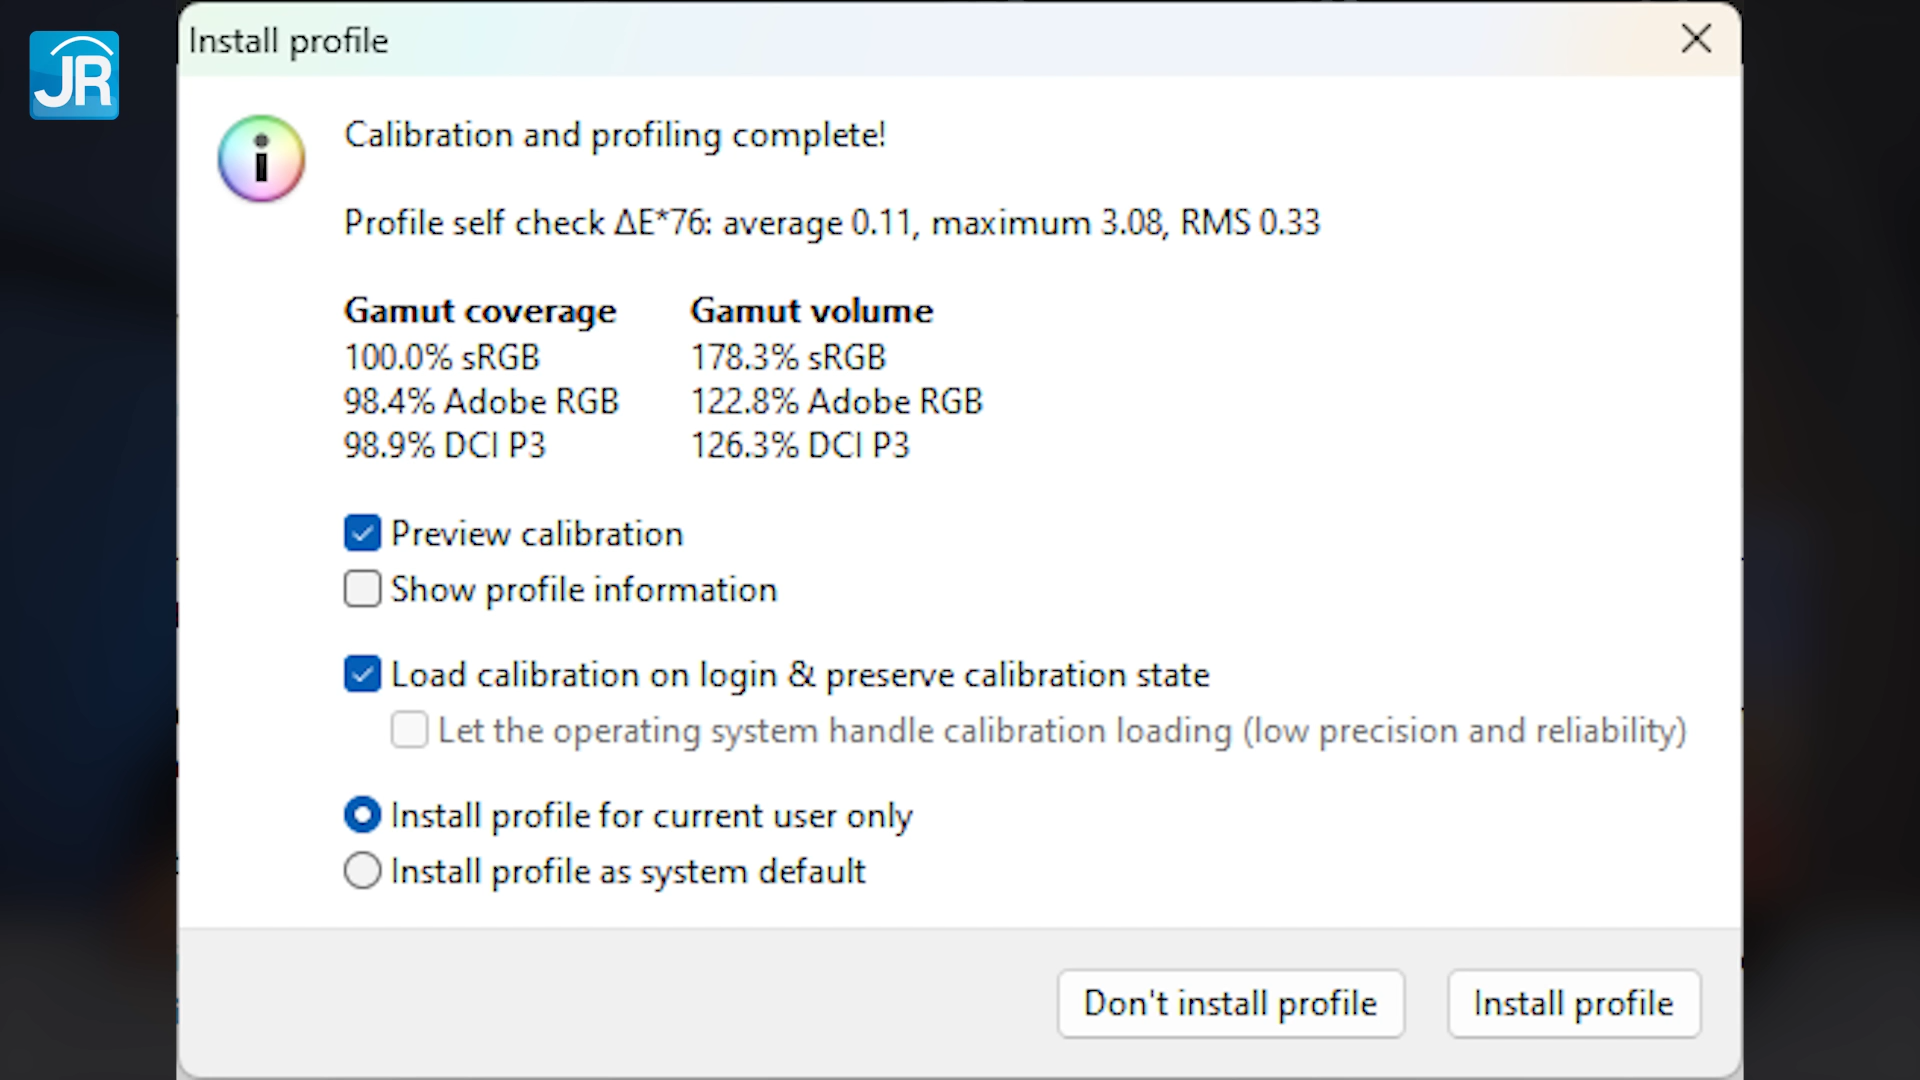 JR
Install profile
Calibration and profiling complete!
Profile self check ΔE*76: average 0.11, maximum 3.08, RMS 0.33
Gamut coverage Gamut volume
100.0% sRGB 178.3% sRGB
98.4% Adobe RGB 122.8% Adobe RGB
98.9% DCI P3 126.3% DCI P3
Preview calibration
Show profile information
Load calibration on login & preserve calibration state
Let the operating system handle calibration loading (low precision and reliability)
Install profile for current user only
Install profile as system default
Don't install profile Install profile